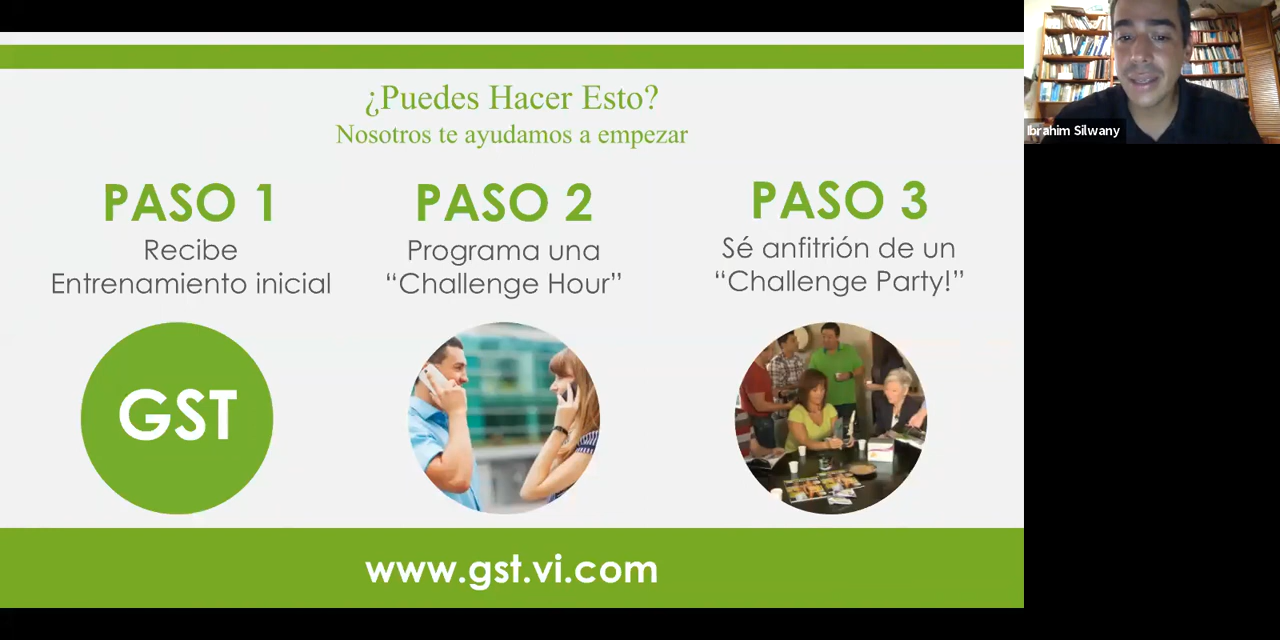 ¿Puedes Hacer Esto?
Nosotros te ayudamos a empezar
PASO 1
Recibe
Entrenamiento inicial
PASO 2
Programa una
“Challenge Hour”
PASO 3
Sé anfitrión de un
“Challenge Party!”
GST
www.gst.vi.com
Ibrahim Silwany